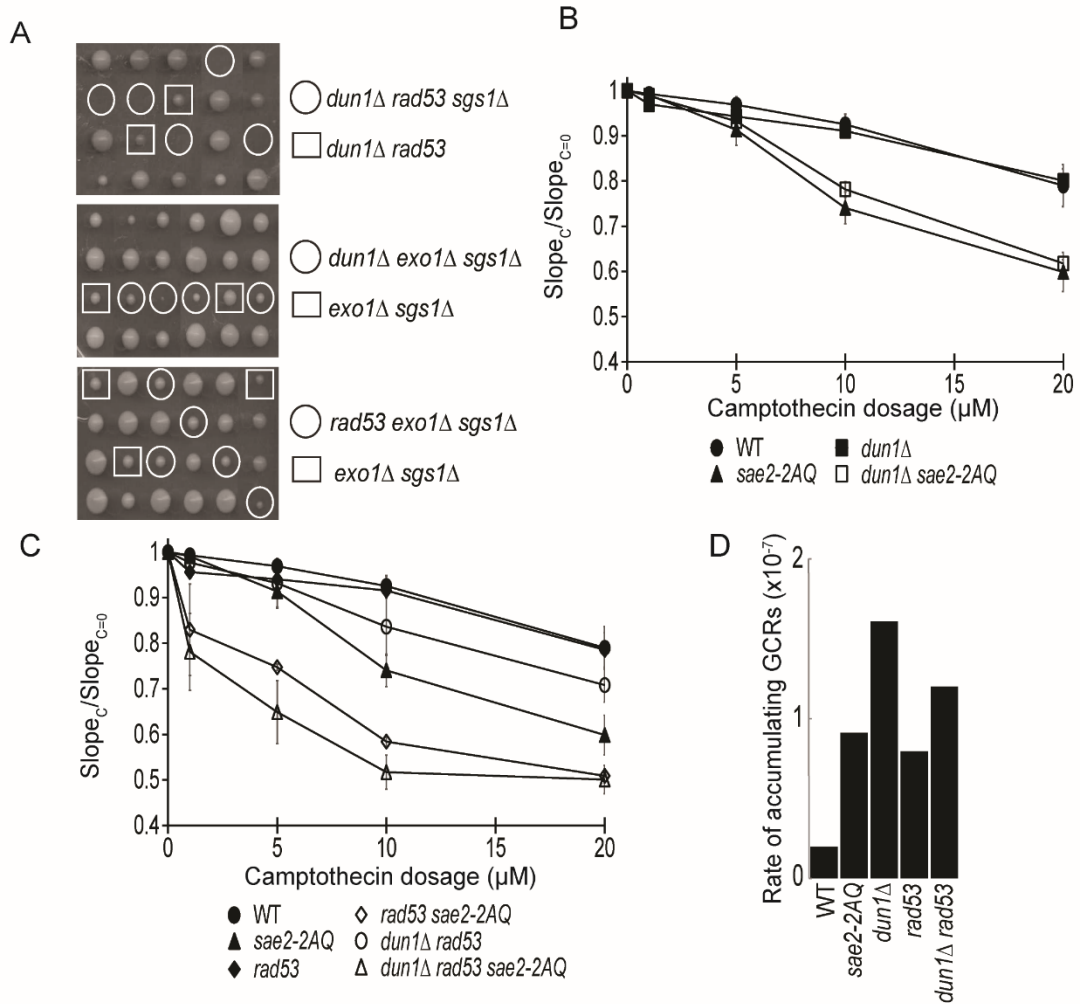 A
dun1Δ rad53 sgs1Δ
dun1Δ rad53
dun1Δ exo1Δ sgs1Δ
exo1Δ sgs1Δ
rad53 exo1Δ sgs1Δ
exo1Δ sgs1Δ
B
Slope_C/Slope_C=0
1
0.9
0.8
0.7
0.6
0.5
0.4
0 5 10 15 20
Camptothecin dosage (µM)
WT dun1Δ
sae2-2AQ dun1Δ sae2-2AQ
C
Slope_C/Slope_C=0
1
0.9
0.8
0.7
0.6
0.5
0.4
0 5 10 15 20
Camptothecin dosage (µM)
WT rad53 sae2-2AQ
sae2-2AQ dun1Δ rad53
rad53 dun1Δ rad53 sae2-2AQ
D
Rate of accumulating GCRs (x10⁻⁷)
2
1
0
WT
sae2-2AQ
dun1Δ
rad53
dun1Δ rad53